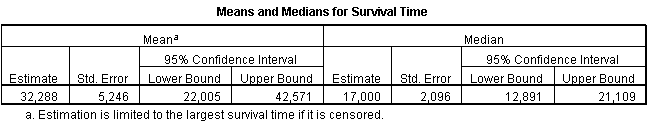 Means and Medians for Survival Time
Meana Median
95% Confidence Interval 95% Confidence Interval
Estimate Std. Error Lower Bound Upper Bound Estimate Std. Error Lower Bound Upper Bound
32,288 5,246 22,005 42,571 17,000 2,096 12,891 21,109
a. Estimation is limited to the largest survival time if it is censored.